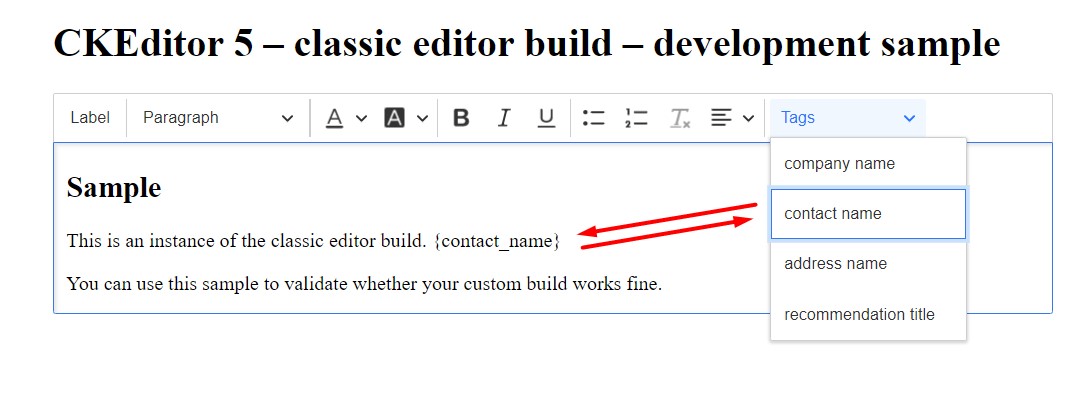 CKEditor 5 – classic editor build – development sample
Label Paragraph A A B I U Tx Tags
company name
contact name
address name
recommendation title
Sample
This is an instance of the classic editor build. {contact_name}
You can use this sample to validate whether your custom build works fine.